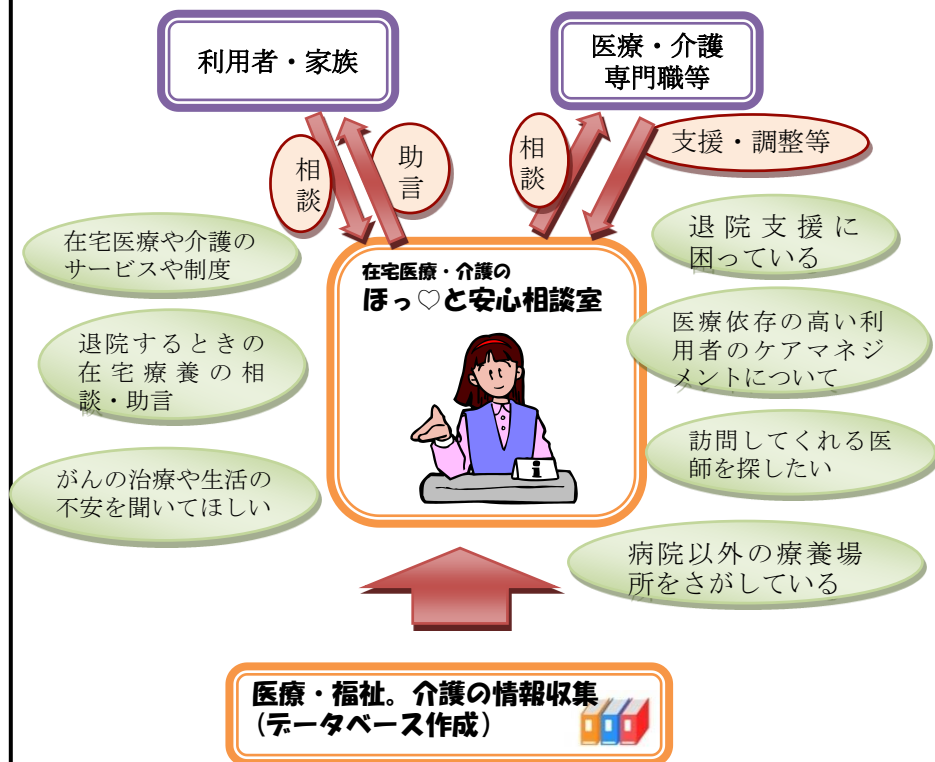 利用者・家族
医療・介護
専門職等
相
談
助
言
相
談
支援・調整等
在宅医療や介護の
サービスや制度
退院するときの
在宅療養の相
談・助言
がんの治療や生活の
不安を聞いてほしい
在宅医療・介護の
ほっ♡と安心相談室
i
退院支援に
困っている
医療依存の高い利
用者のケアマネジ
メントについて
訪問してくれる医
師を探したい
病院以外の療養場
所をさがしている
医療・福祉。介護の情報収集
(データベース作成)